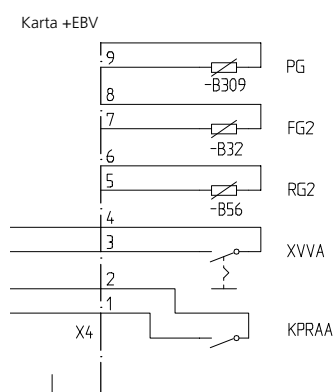 Karta +EBV
9
PG
-B309
8
7
FG2
-B32
6
5
RG2
-B56
4
3
XVVA
2
1
X4
KPRAA